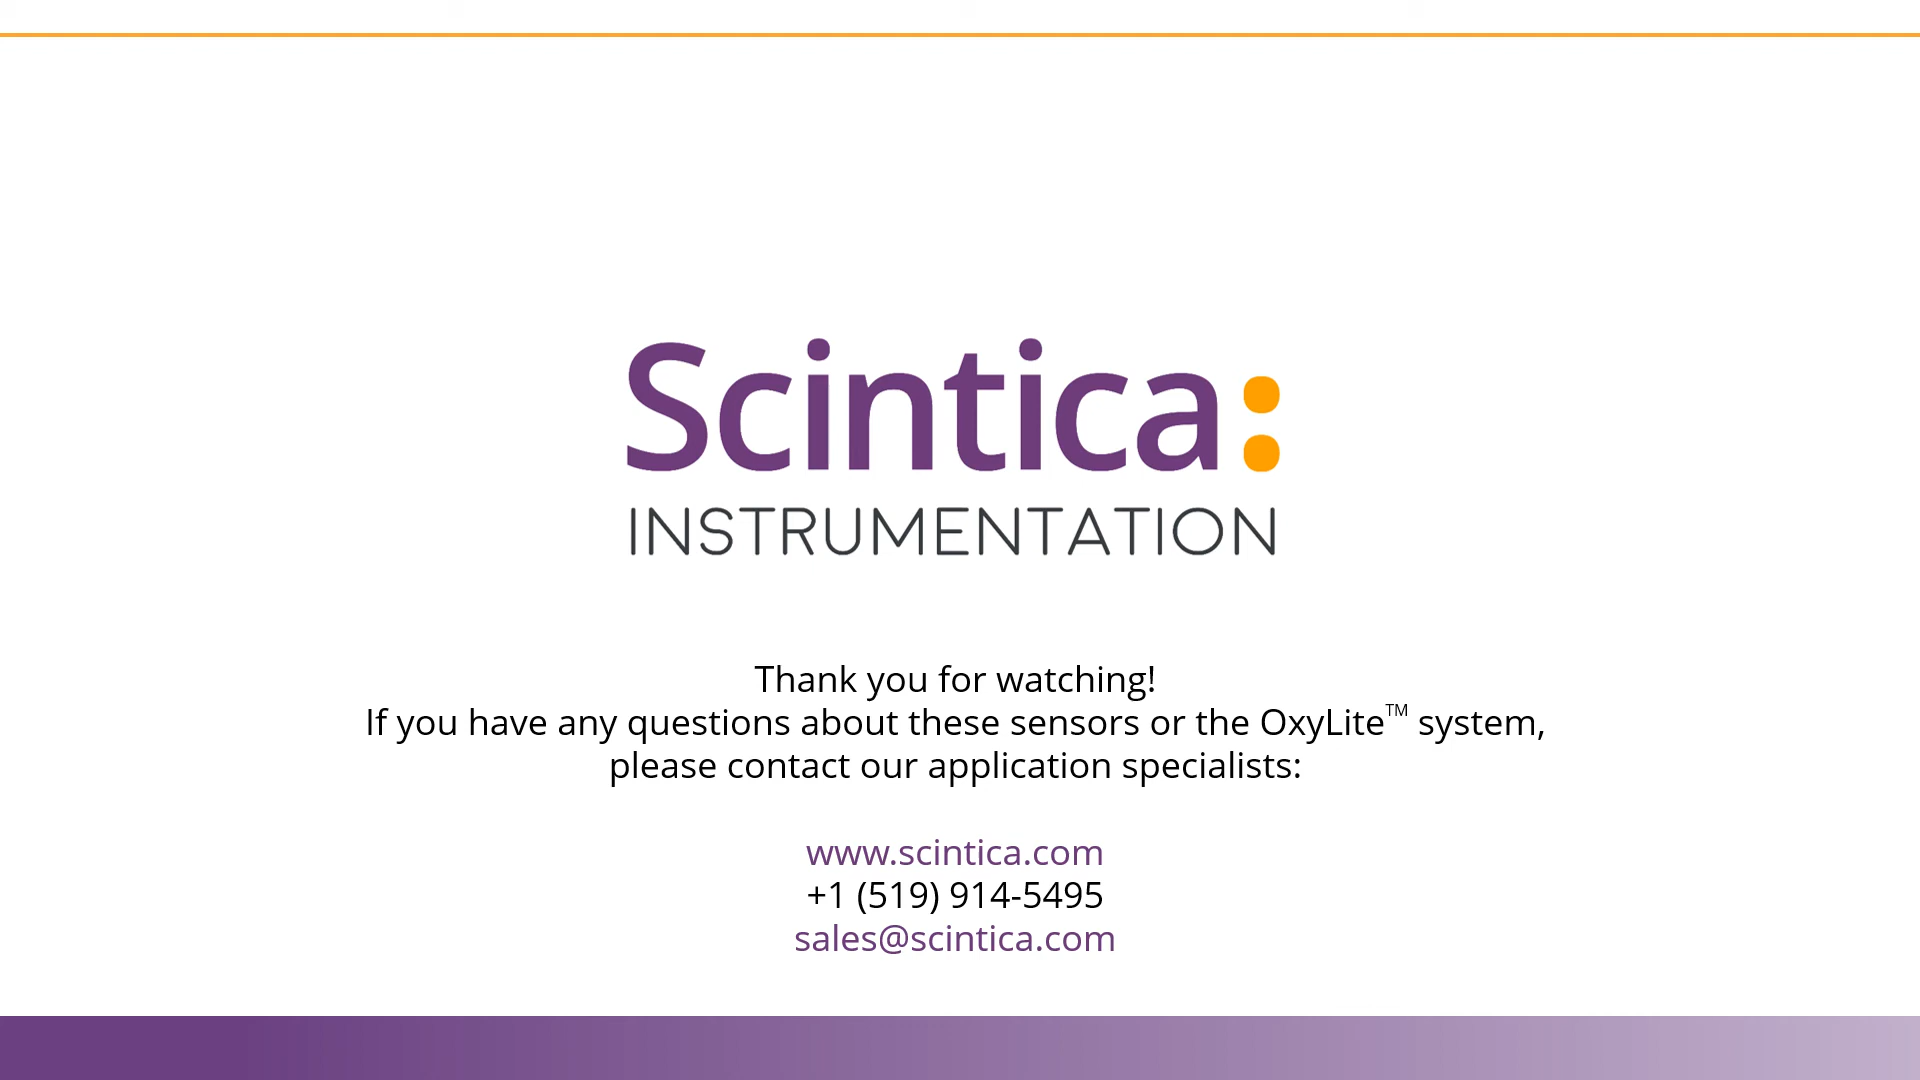 Scintica:
INSTRUMENTATION
Thank you for watching!
If you have any questions about these sensors or the OxyLite™ system,
please contact our application specialists:
www.scintica.com
+1 (519) 914-5495
sales@scintica.com